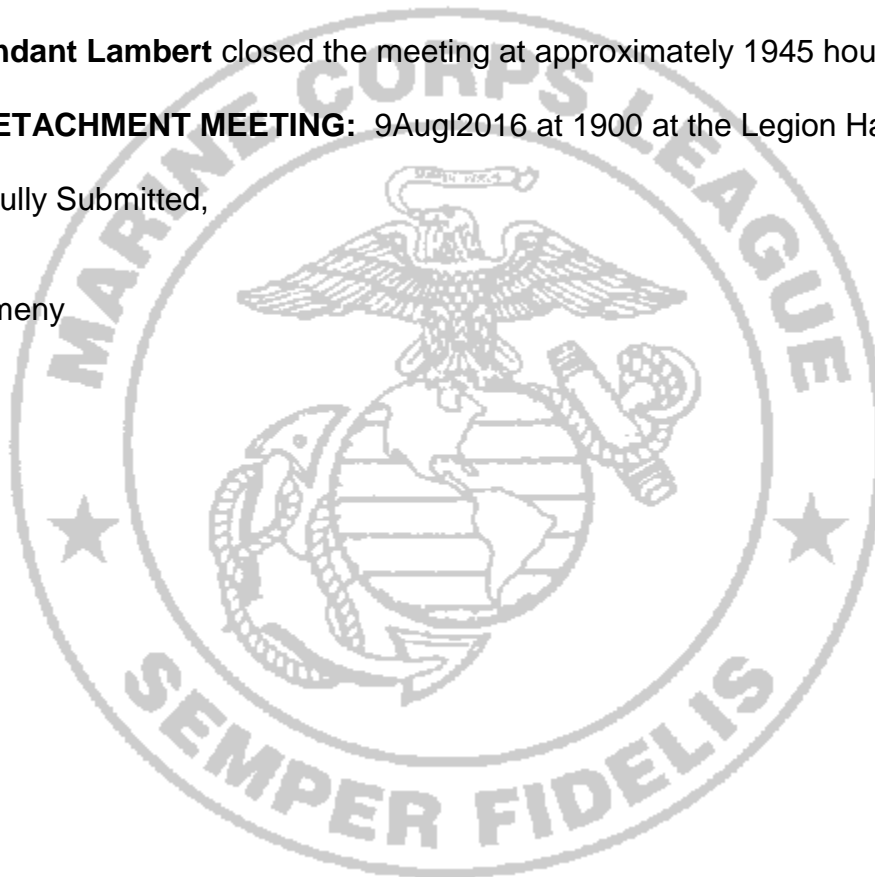 ndant Lambert closed the meeting at approximately 1945 hou
ETACHMENT MEETING: 9Augl2016 at 1900 at the Legion Ha
ully Submitted,
meny
MARINE CORPS LEAGUE
SEMPER FIDELIS